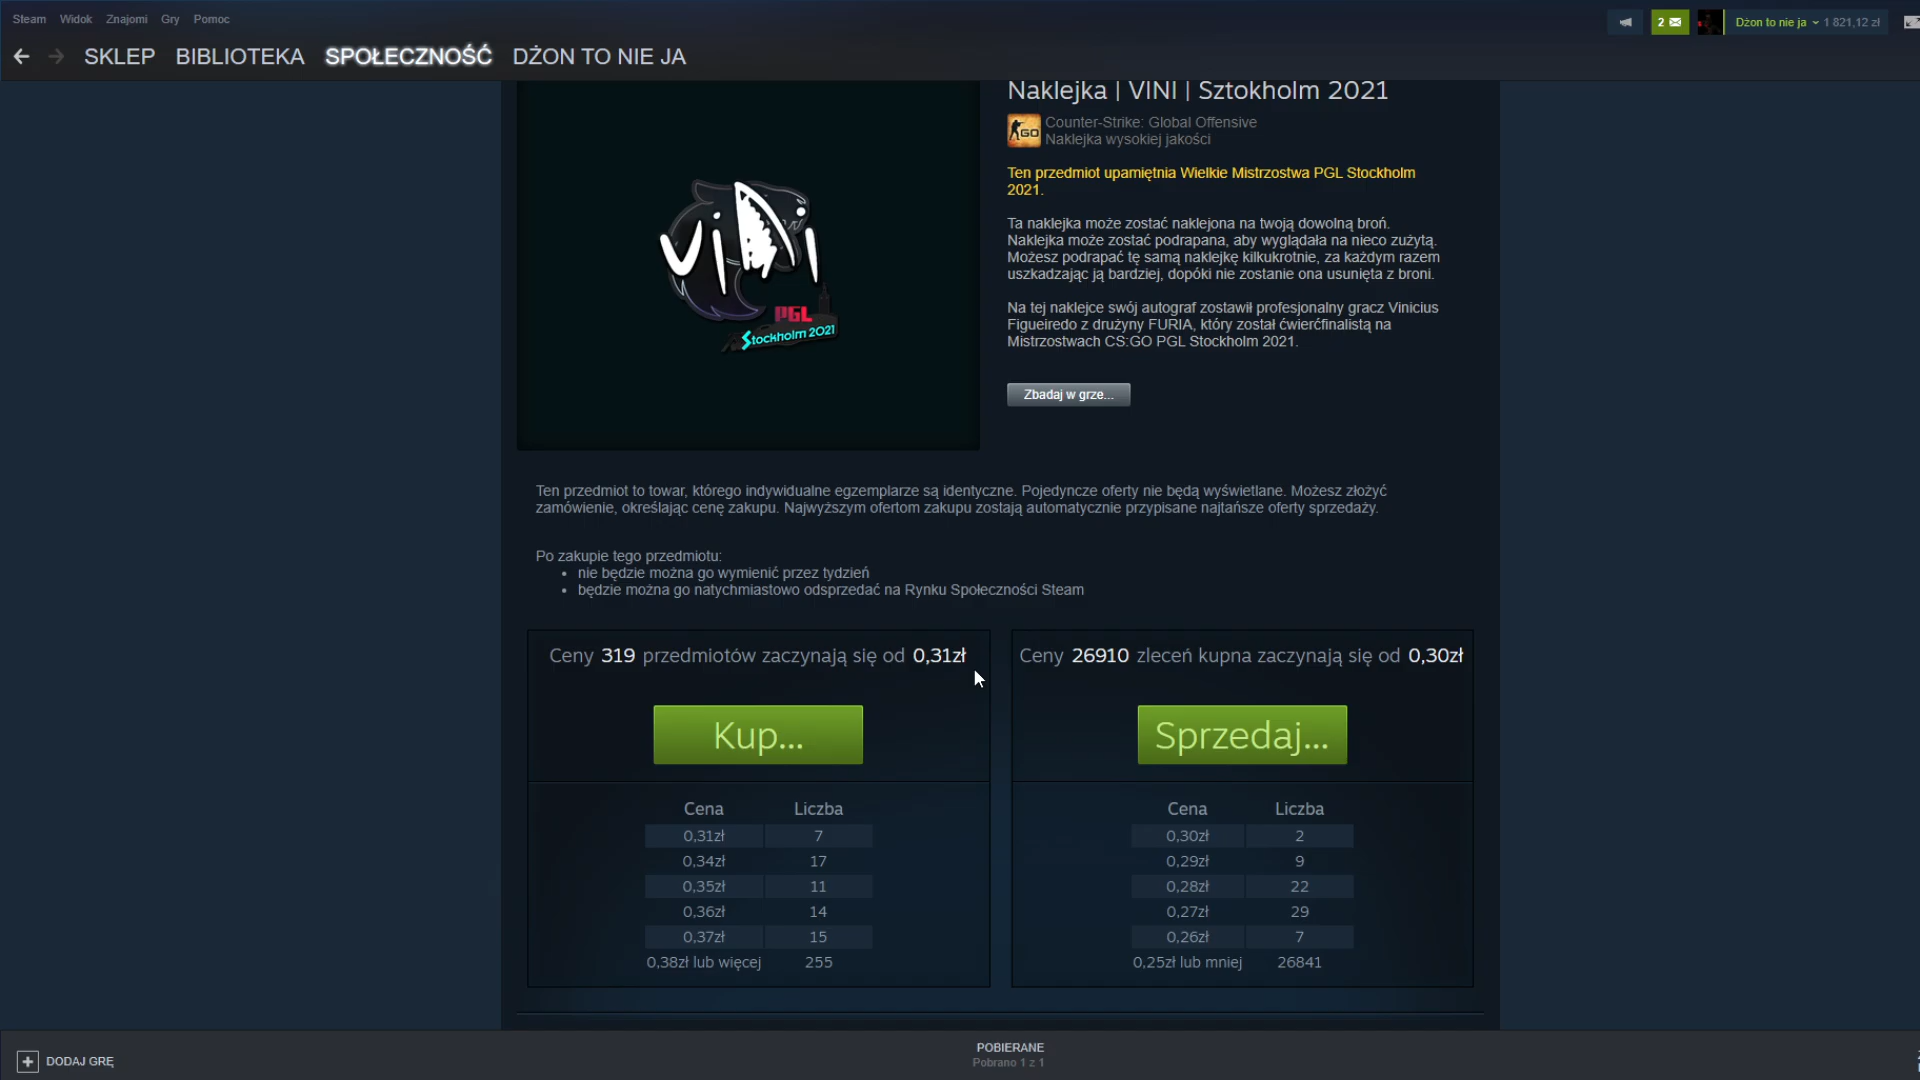 Steam Widok Znajomi Gry Pomoc
2
Dżon to nie ja
1 821,12 zł
SKLEP BIBLIOTEKA SPOŁECZNOŚĆ DŻON TO NIE JA
Naklejka | VINI | Sztokholm 2021
GO
Counter-Strike: Global Offensive
Naklejka wysokiej jakości
Ten przedmiot upamiętnia Wielkie Mistrzostwa PGL Stockholm
2021.
Ta naklejka może zostać naklejona na twoją dowolną broń.
Naklejka może zostać podrapana, aby wyglądała na nieco zużytą.
Możesz podrapać tę samą naklejkę kilkukrotnie, za każdym razem
uszkadzając ją bardziej, dopóki nie zostanie ona usunięta z broni.
Na tej naklejce swój autograf zostawił profesjonalny gracz Vinicius
Figueiredo z drużyny FURIA, który został ćwierćfinalistą na
Mistrzostwach CS:GO PGL Stockholm 2021.
Zbadaj w grze...
viNi
PGL
Stockholm 2021
Ten przedmiot to towar, którego indywidualne egzemplarze są identyczne. Pojedyncze oferty nie będą wyświetlane. Możesz złożyć
zamówienie, określając cenę zakupu. Najwyższym ofertom zakupu zostają automatycznie przypisane najtańsze oferty sprzedaży.
Po zakupie tego przedmiotu:
• nie będzie można go wymienić przez tydzień
• będzie można go natychmiastowo odsprzedać na Rynku Społeczności Steam
Ceny 319 przedmiotów zaczynają się od 0,31zł
Kup...
Cena Liczba
0,31zł 7
0,34zł 17
0,35zł 11
0,36zł 14
0,37zł 15
0,38zł lub więcej 255
Ceny 26910 zleceń kupna zaczynają się od 0,30zł
Sprzedaj...
Cena Liczba
0,30zł 2
0,29zł 9
0,28zł 22
0,27zł 29
0,26zł 7
0,25zł lub mniej 26841
DODAJ GRĘ
POBIERANE
Pobrano 1 z 1